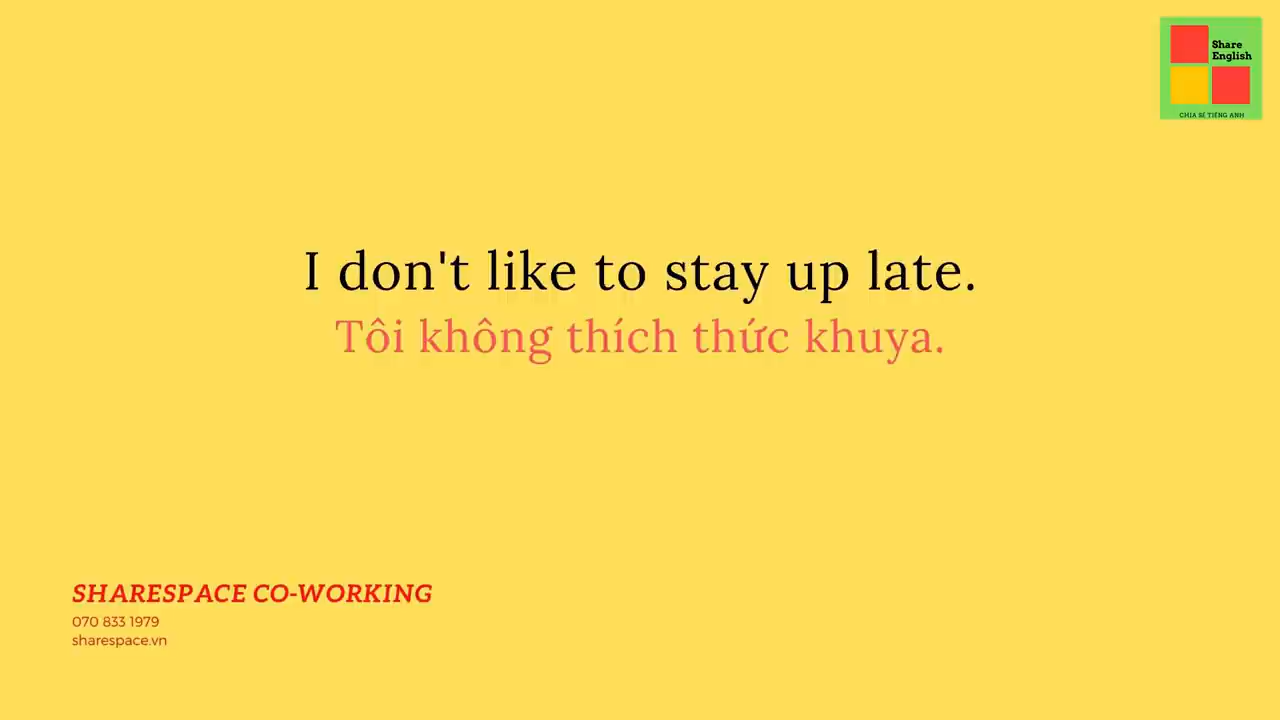 Share
English
CHIA SẺ TIẾNG ANH
I don't like to stay up late.
Tôi không thích thức khuya.
SHARESPACE CO-WORKING
070 833 1979
sharespace.vn